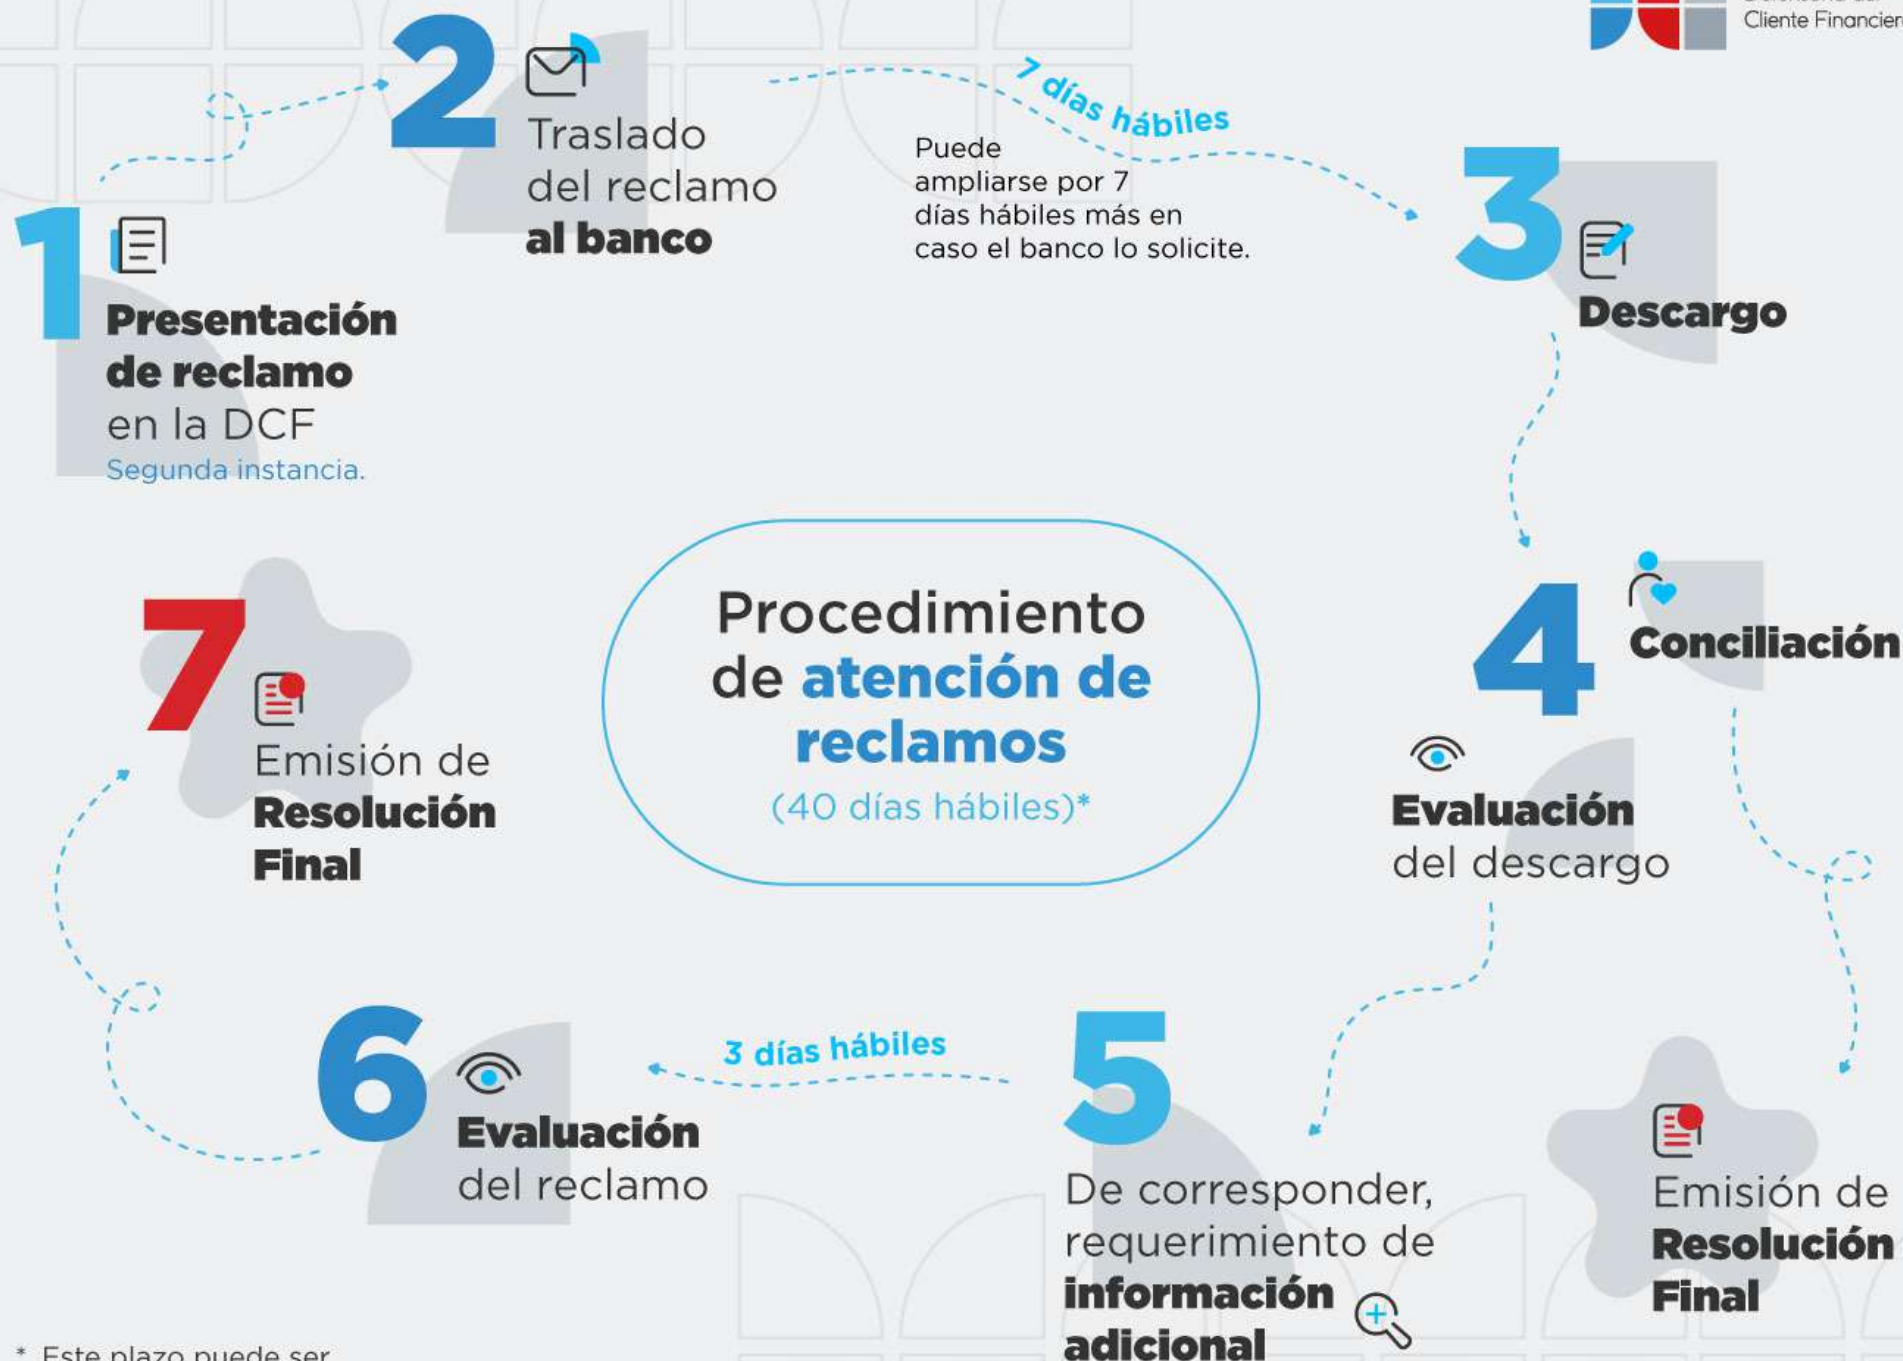 Cliente Financiero
1
Presentación
de reclamo
en la DCF
Segunda instancia.
2
Traslado
del reclamo
al banco
7 días hábiles
Puede
ampliarse por 7
días hábiles más en
caso el banco lo solicite.
3
Descargo
Procedimiento
de atención de
reclamos
(40 días hábiles)*
4
Conciliación
Evaluación
del descargo
Emisión de
Resolución
Final
5
De corresponder,
requerimiento de
información
adicional
3 días hábiles
6
Evaluación
del reclamo
7
Emisión de
Resolución
Final
* Este plazo puede ser